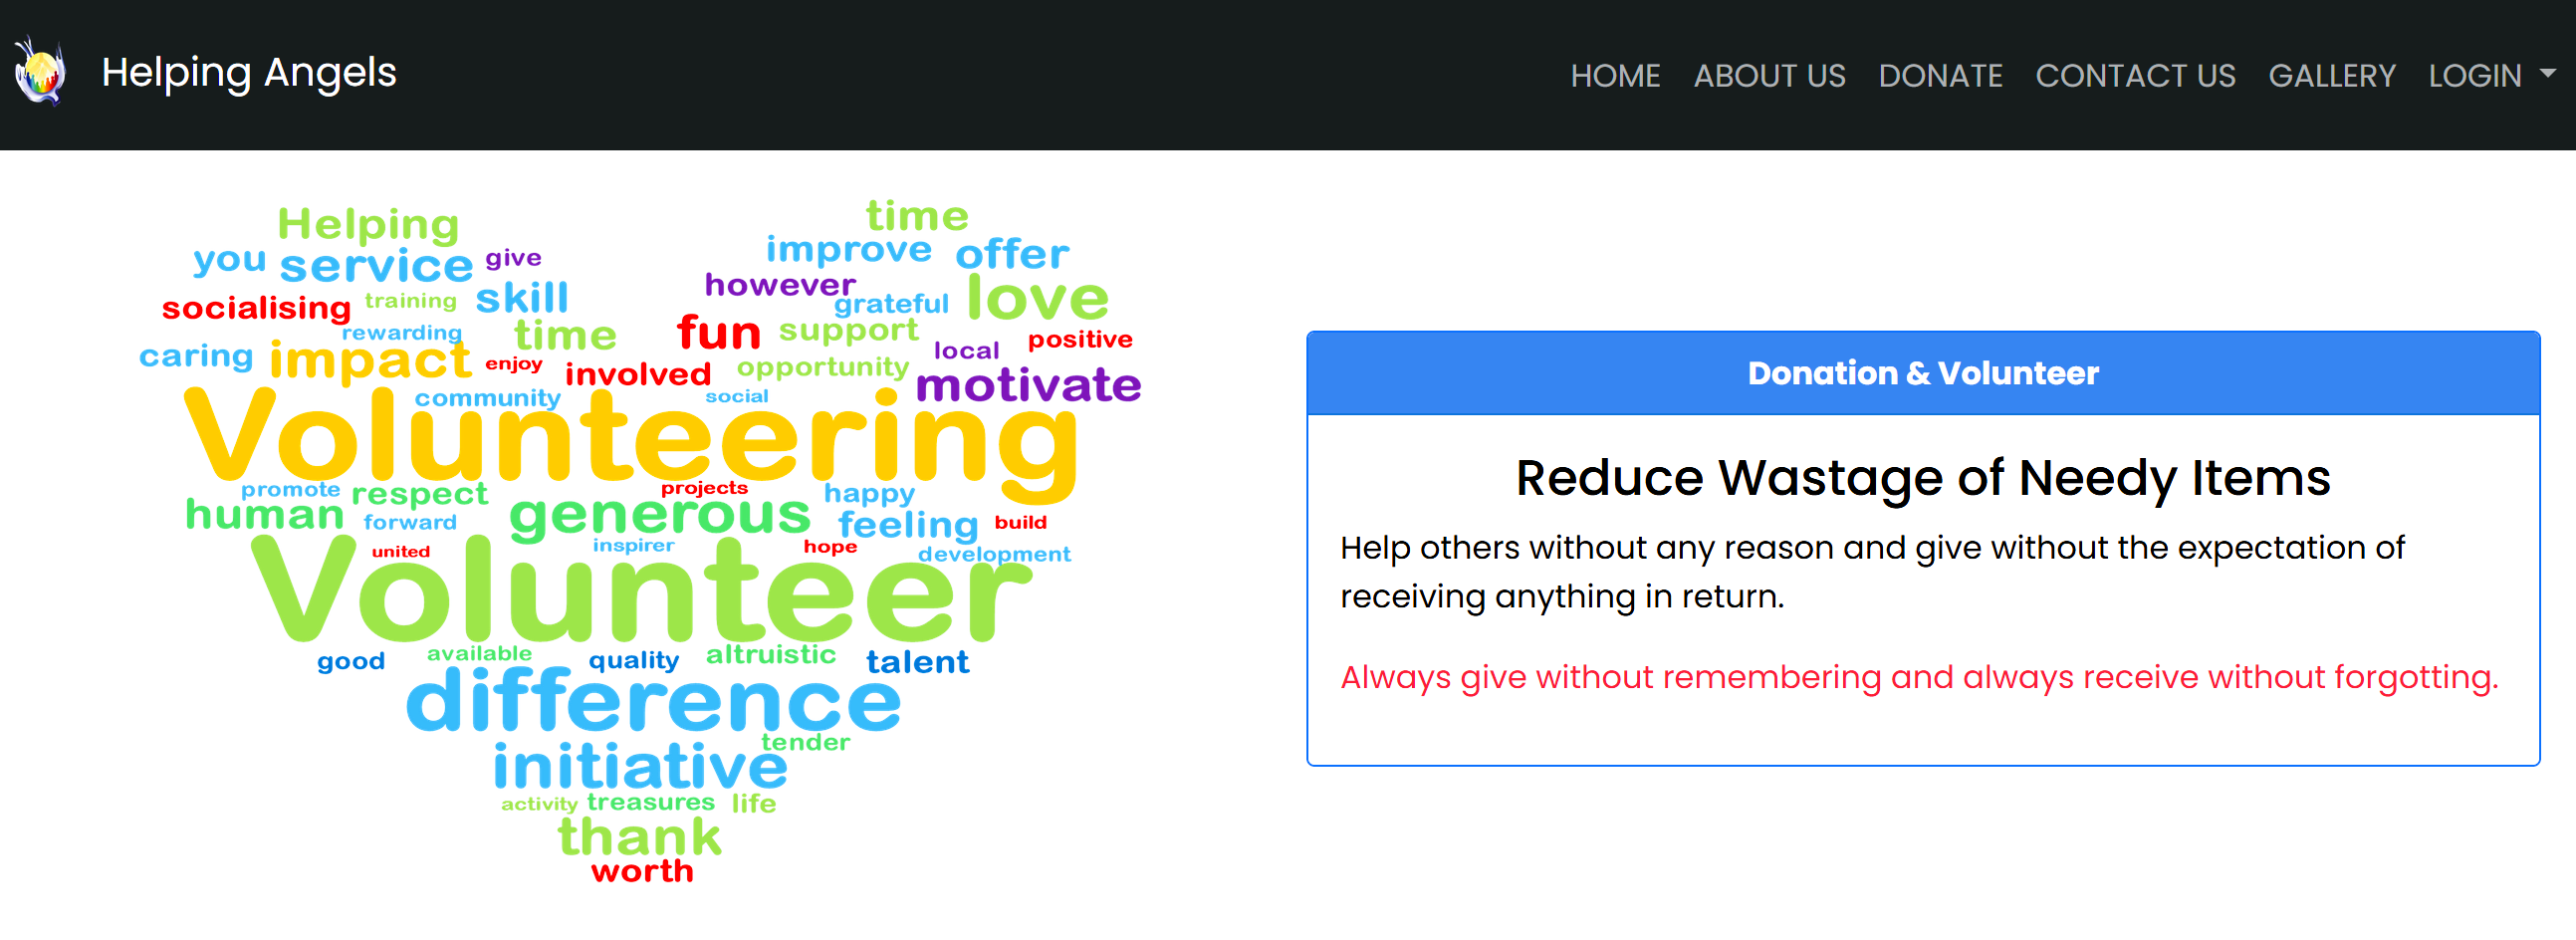 Helping Angels
HOME ABOUT US DONATE CONTACT US GALLERY LOGIN
Helping
time
you service give
improve offer
socialising training skill
however grateful love
rewarding time
fun support positive
caring impact enjoy involved
opportunity local motivate
community social
Volunteering
promote respect projects happy
human forward generous feeling build
united inspirer hope development
Volunteer
good available quality altruistic talent
difference
tender
initiative
activity treasures life
thank
worth
Donation & Volunteer
Reduce Wastage of Needy Items
Help others without any reason and give without the expectation of
receiving anything in return.
Always give without remembering and always receive without forgotting.